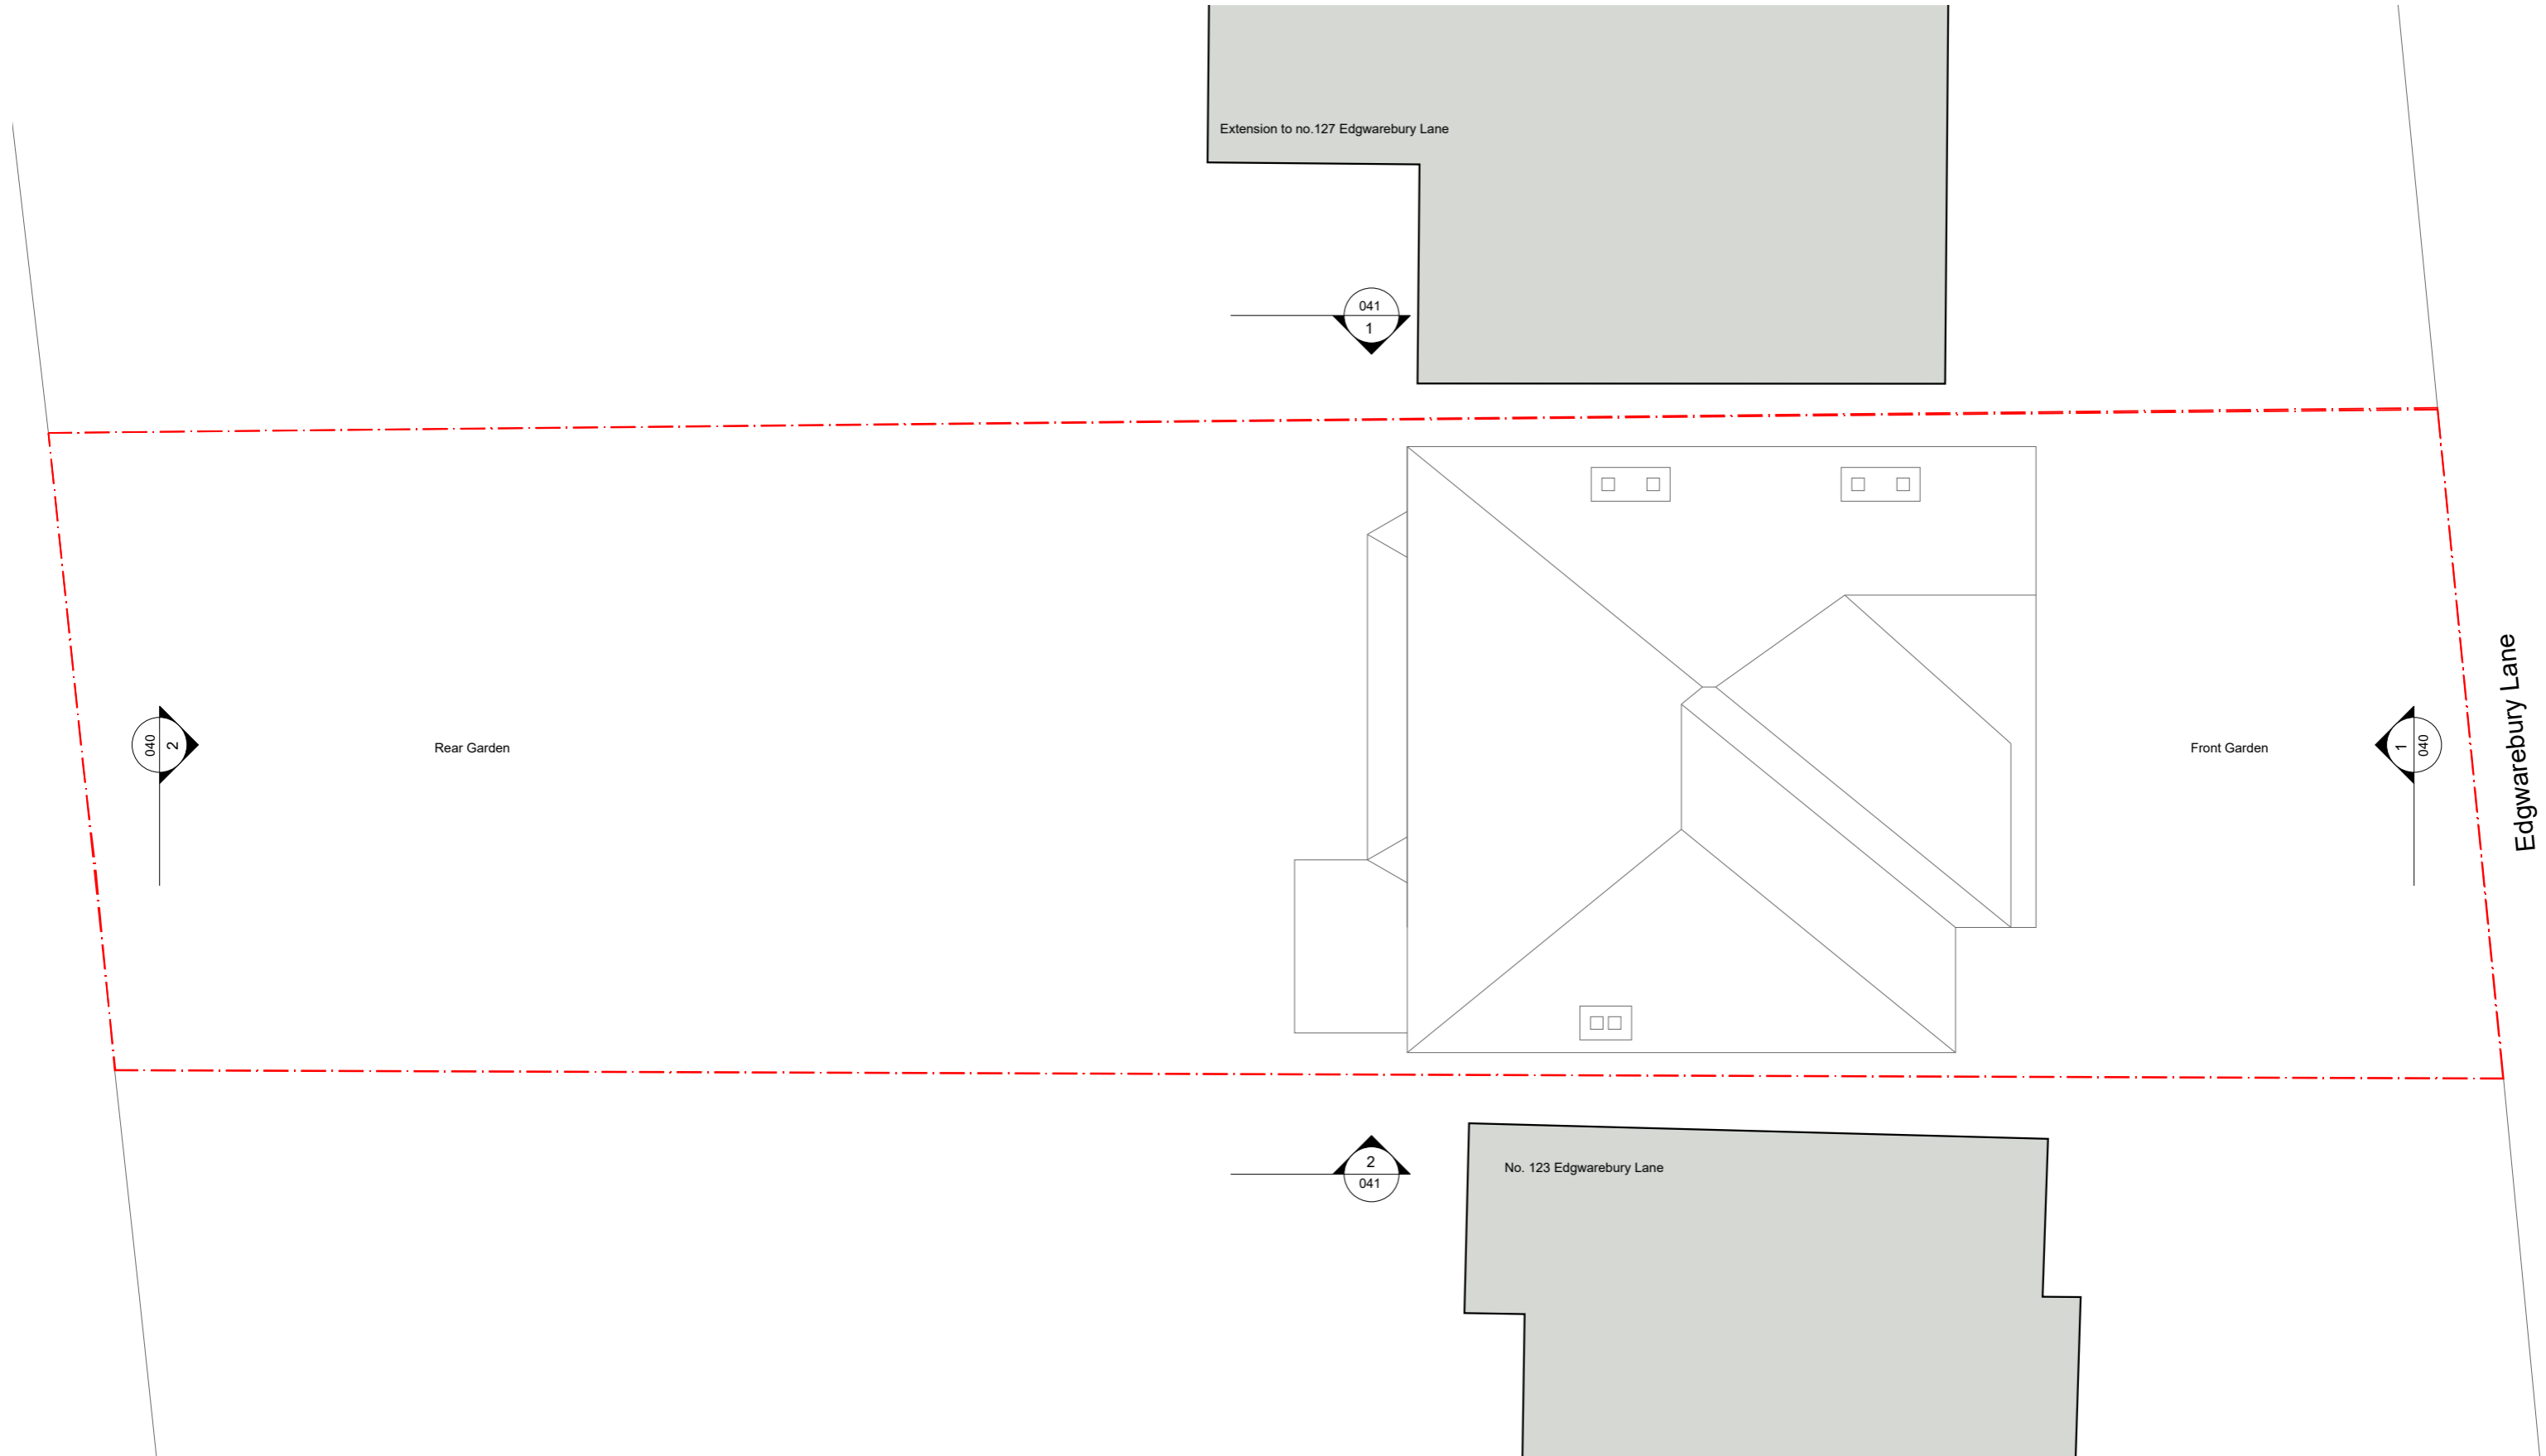 Extension to no.127 Edgwarebury Lane
041
1
Edgwarebury Lane
040
2
Rear Garden
Front Garden
1
040
2
041
No. 123 Edgwarebury Lane